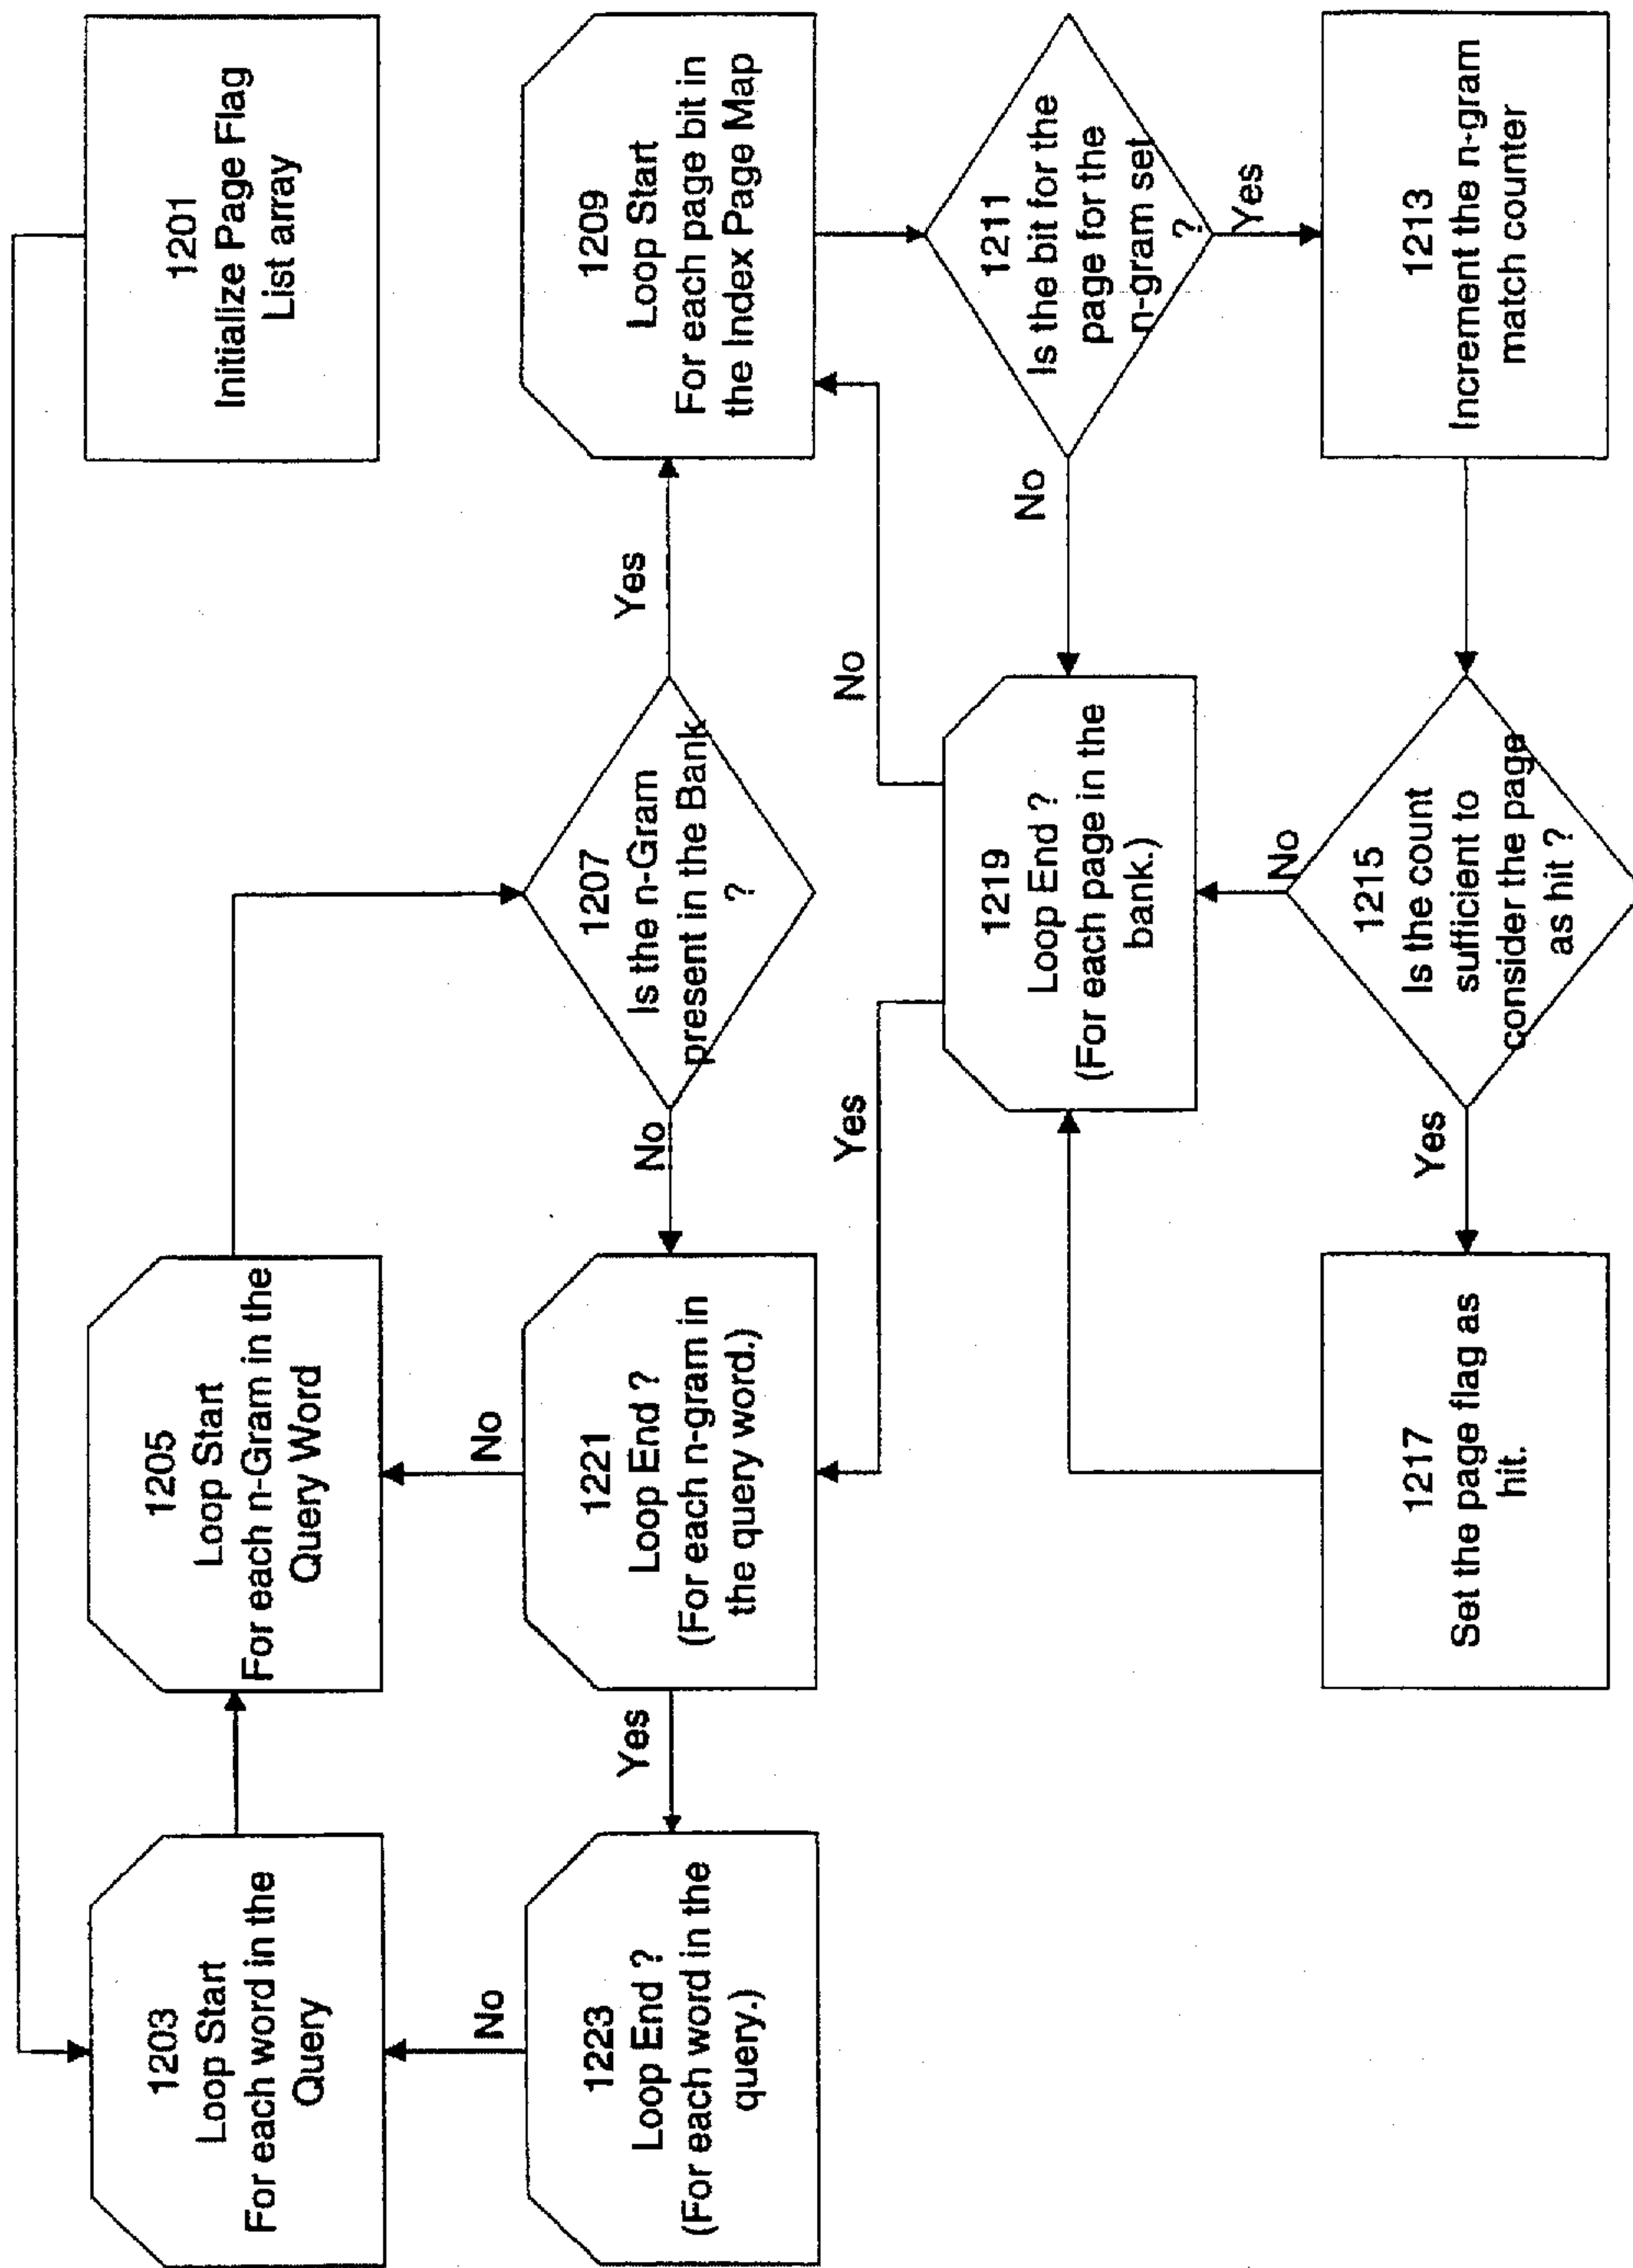 1201
Initialize Page Flag
List array
1203
Loop Start
For each word in the
Query
1205
Loop Start
For each n-Gram in the
Query Word
1207
Is the n-Gram
present in the Bank
?
Yes
No
1209
Loop Start
For each page bit in
the Index Page Map
1211
Is the bit for the
page for the
n-gram set
?
Yes
No
1213
Increment the n-gram
match counter
1215
Is the count
sufficient to
consider the page
as hit ?
Yes
No
1217
Set the page flag as
hit.
1219
Loop End ?
(For each page in the
bank.)
No
Yes
1221
Loop End ?
(For each n-gram in
the query word.)
No
Yes
1223
Loop End ?
(For each word in the
query.)
No